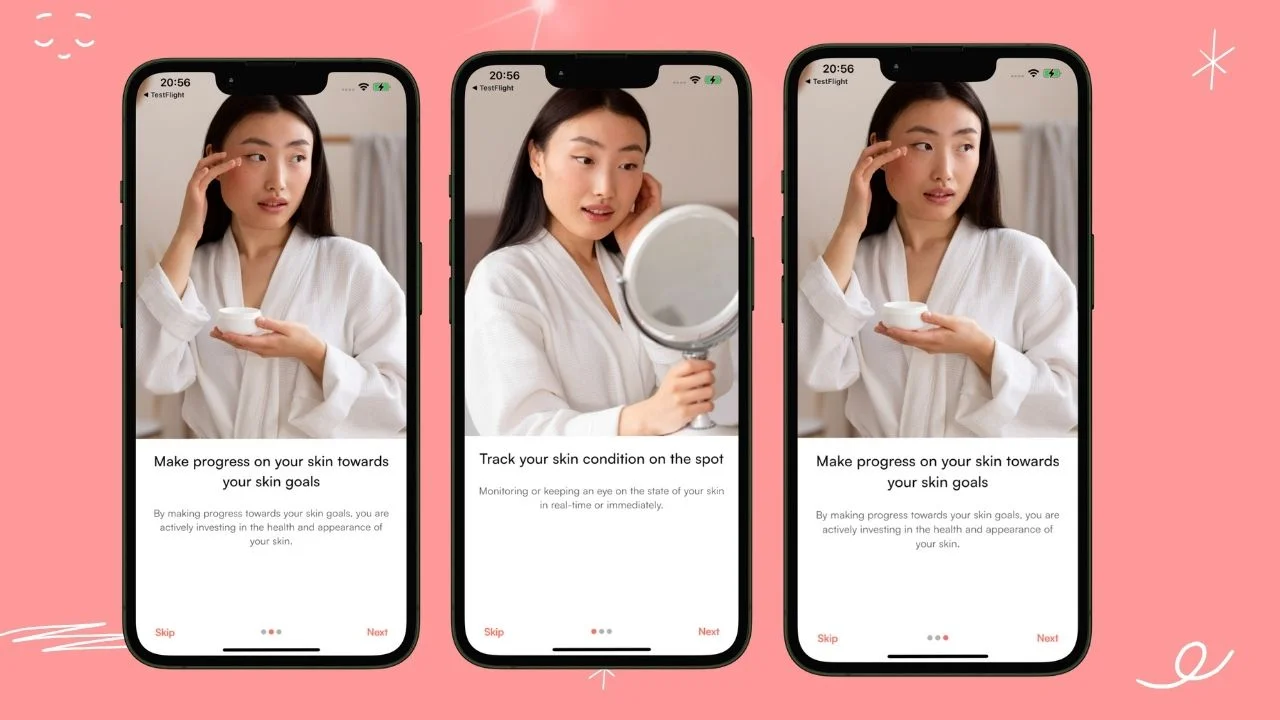 20:56
◀ TestFlight
Make progress on your skin towards
your skin goals
By making progress towards your skin goals, you are
actively investing in the health and appearance of
your skin.
Skip
Next
20:56
◀ TestFlight
Track your skin condition on the spot
Monitoring or keeping an eye on the state of your skin
in real-time or immediately.
Skip
Next
20:56
◀ TestFlight
Make progress on your skin towards
your skin goals
By making progress towards your skin goals, you are
actively investing in the health and appearance of
your skin.
Skip
Next